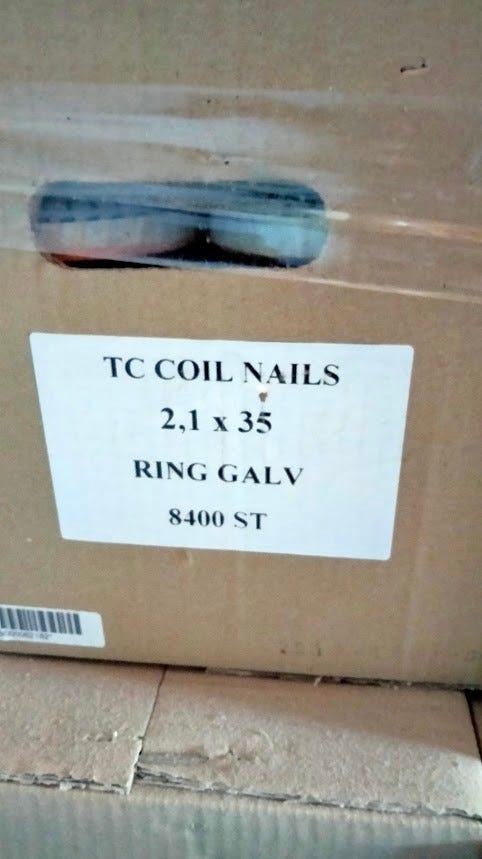 TC COIL NAILS
2,1 x 35
RING GALV
8400 ST